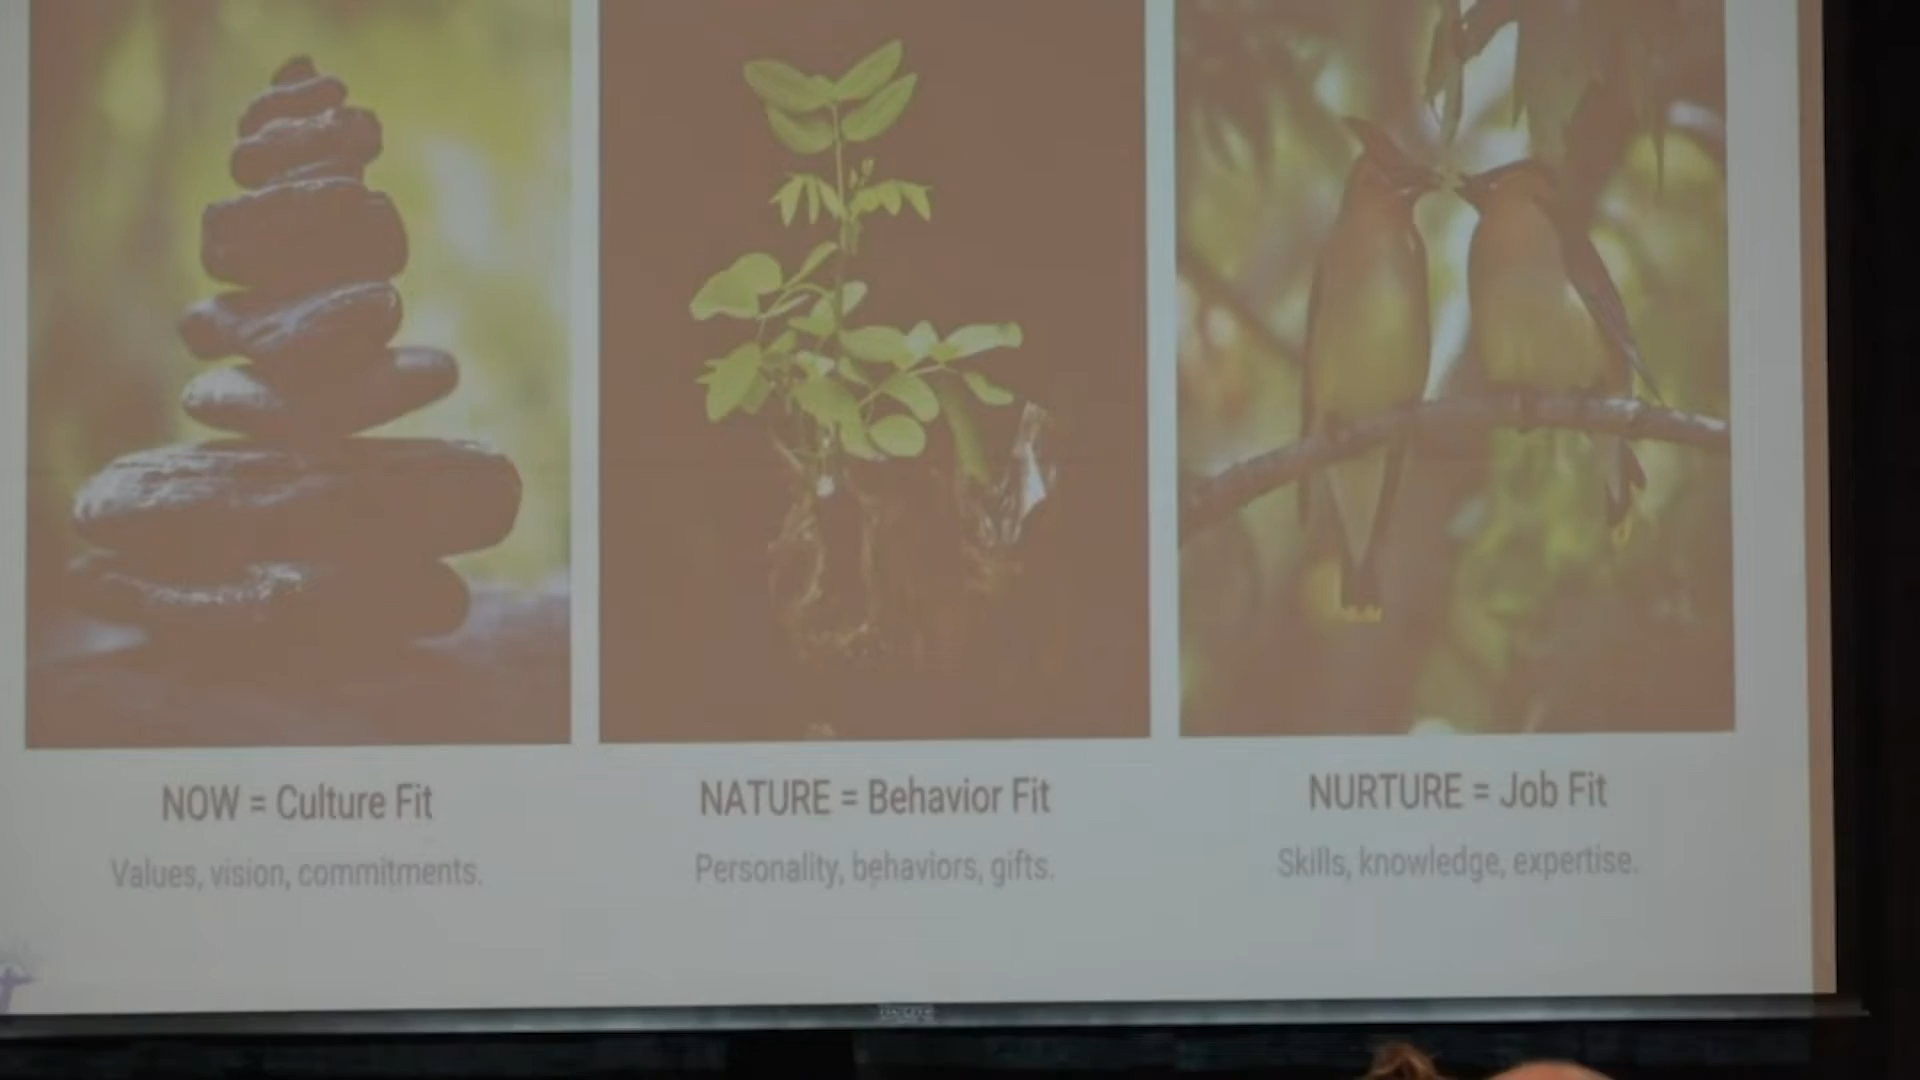 NOW = Culture Fit
Values, vision, commitments.
NATURE = Behavior Fit
Personality, behaviors, gifts.
NURTURE = Job Fit
Skills, knowledge, expertise.